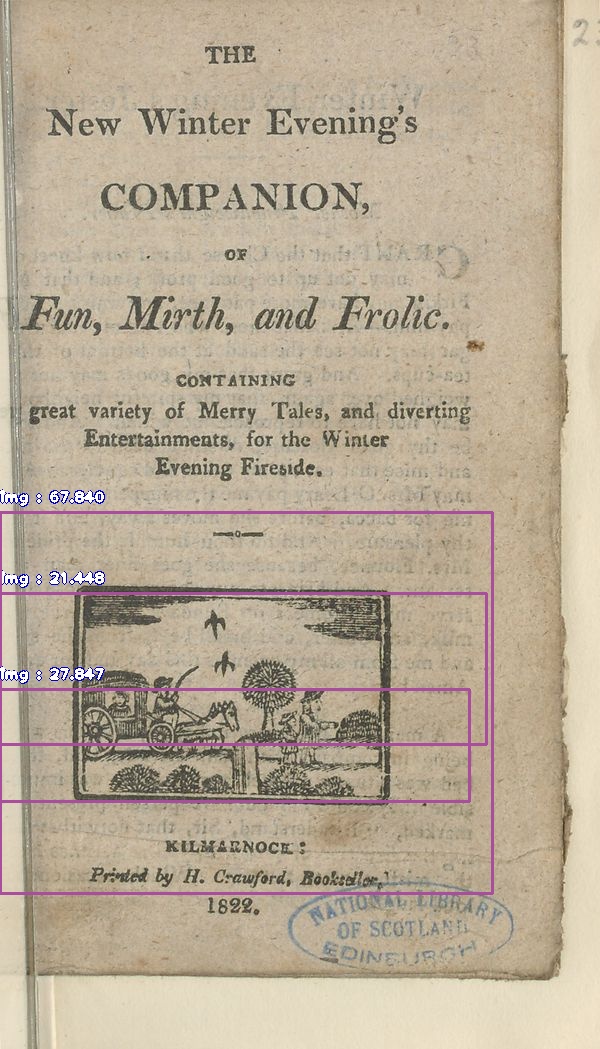 THE
New Winter Evening's
COMPANION,
OF
Fun, Mirth, and Frolic.
CONTAINING
great variety of Merry Tales, and diverting
Entertainments, for the Winter
Evening Fireside.
img : 67.840
img : 21.448
img : 27.847
KILMARNOCK:
Printed by H. Crawford, Bookseller,
1822.
NATIONAL LIBRARY
OF SCOTLAND
EDINBURGH